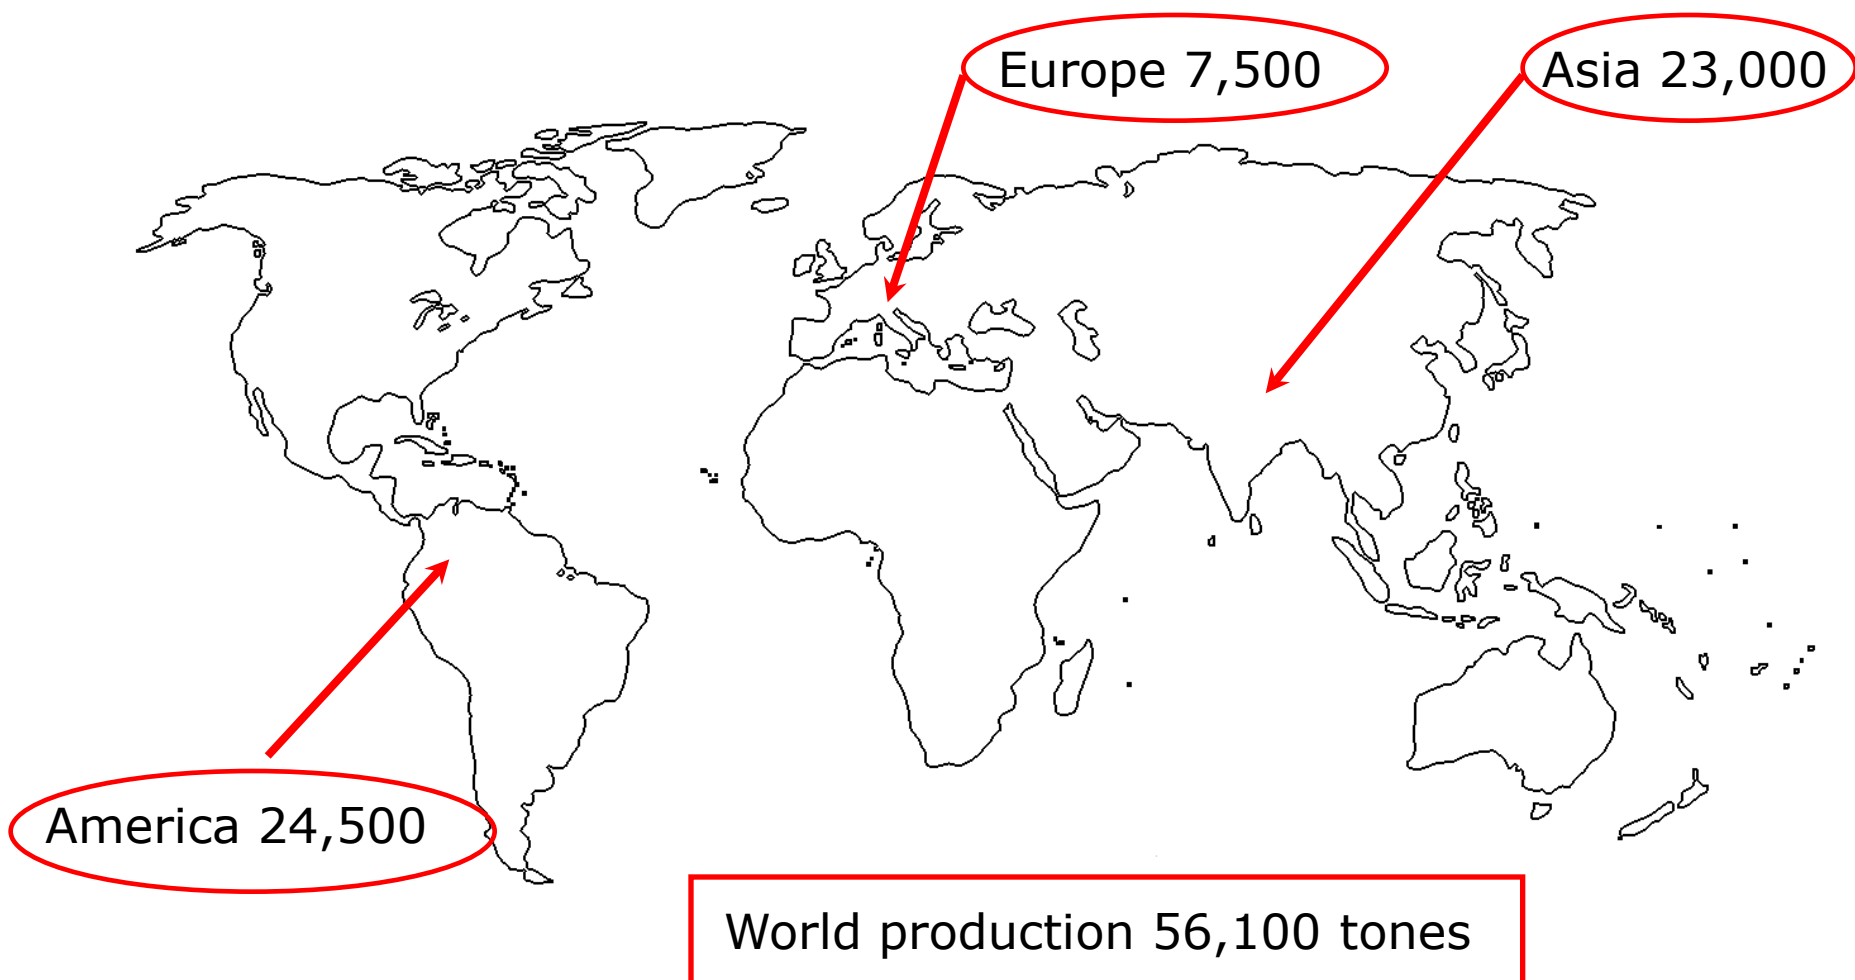 Europe 7,500
Asia 23,000
America 24,500
World production 56,100 tones